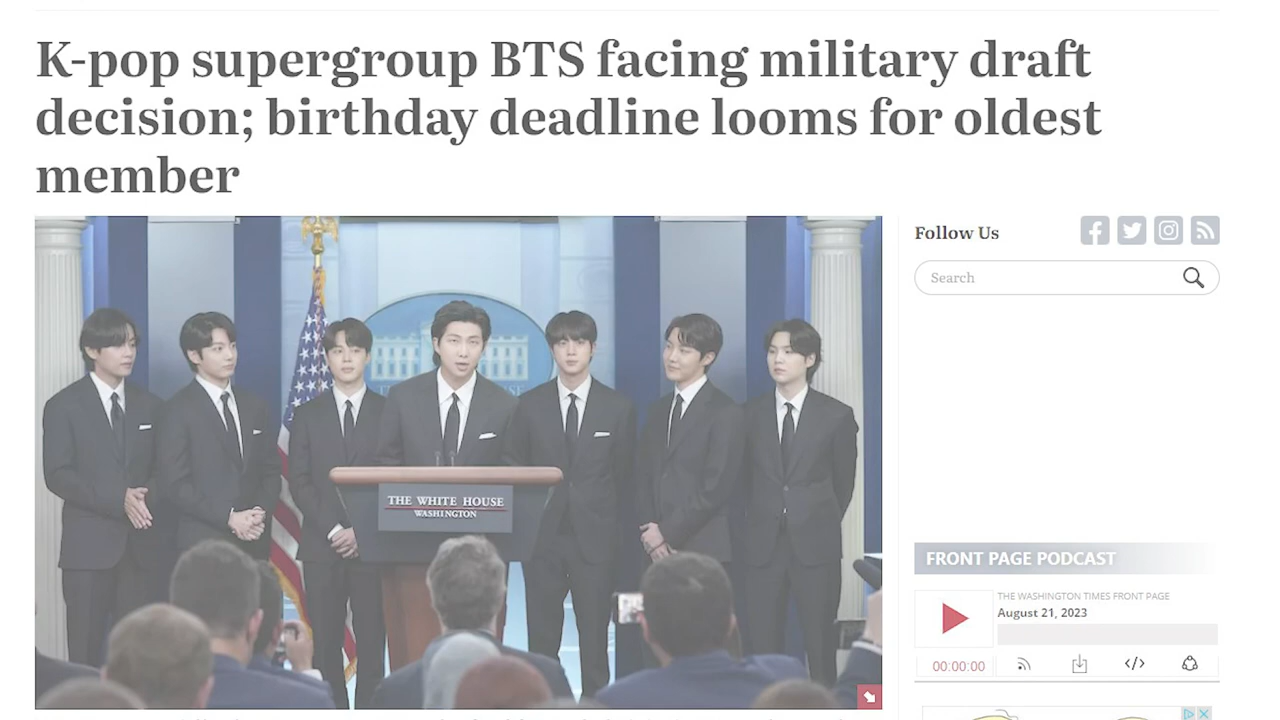 K-pop supergroup BTS facing military draft
decision; birthday deadline looms for oldest
member
Follow Us
Search
THE WHITE HOUSE
WASHINGTON
FRONT PAGE PODCAST
THE WASHINGTON TIMES FRONT PAGE
August 21, 2023
00:00:00